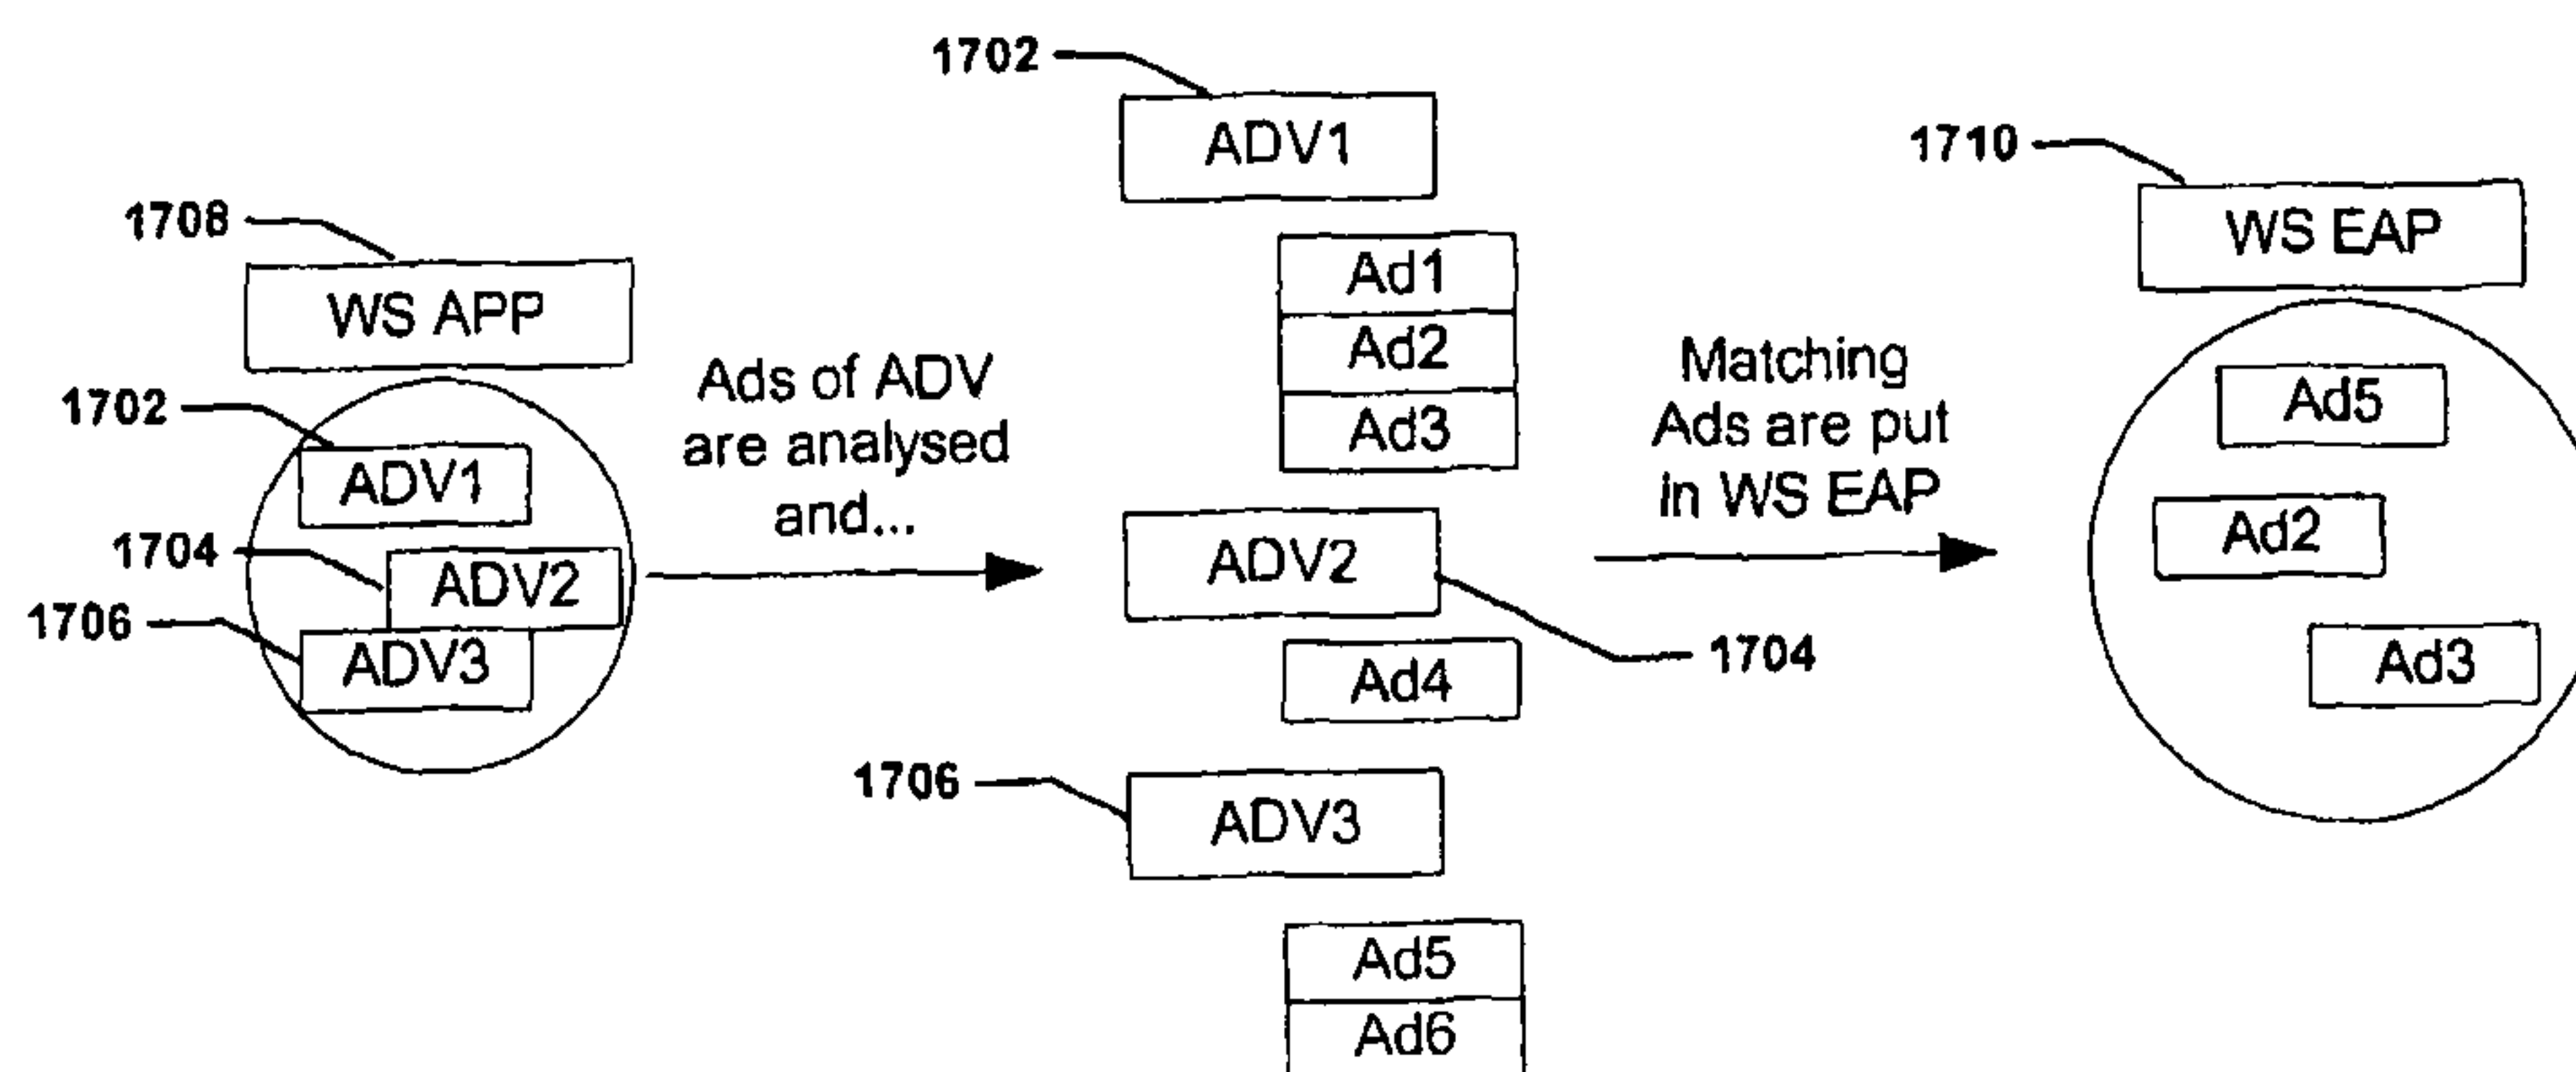 1708
WS APP
1702
ADV1
1704
ADV2
1706
ADV3
Ads of ADV
are analysed
and...
1702
ADV1
Ad1
Ad2
Ad3
ADV2
1704
Ad4
1706
ADV3
Ad5
Ad6
Matching
Ads are put
in WS EAP
1710
WS EAP
Ad5
Ad2
Ad3